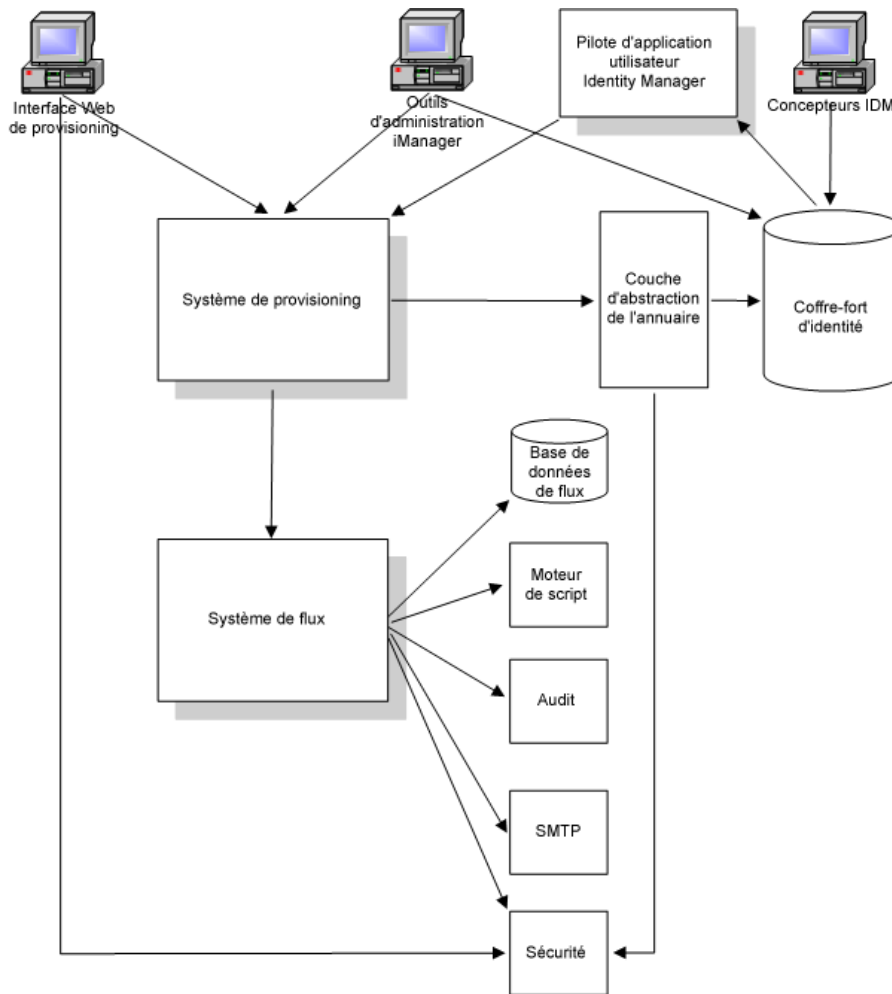 Pilote d'application
utilisateur
Identity Manager
Interface Web
de provisioning
Outils
d'administration
iManager
Concepteurs IDM
Système de provisioning
Couche
d'abstraction
de l'annuaire
Coffre-fort
d'identité
Base de
données
de flux
Moteur
de script
Système de flux
Audit
SMTP
Sécurité